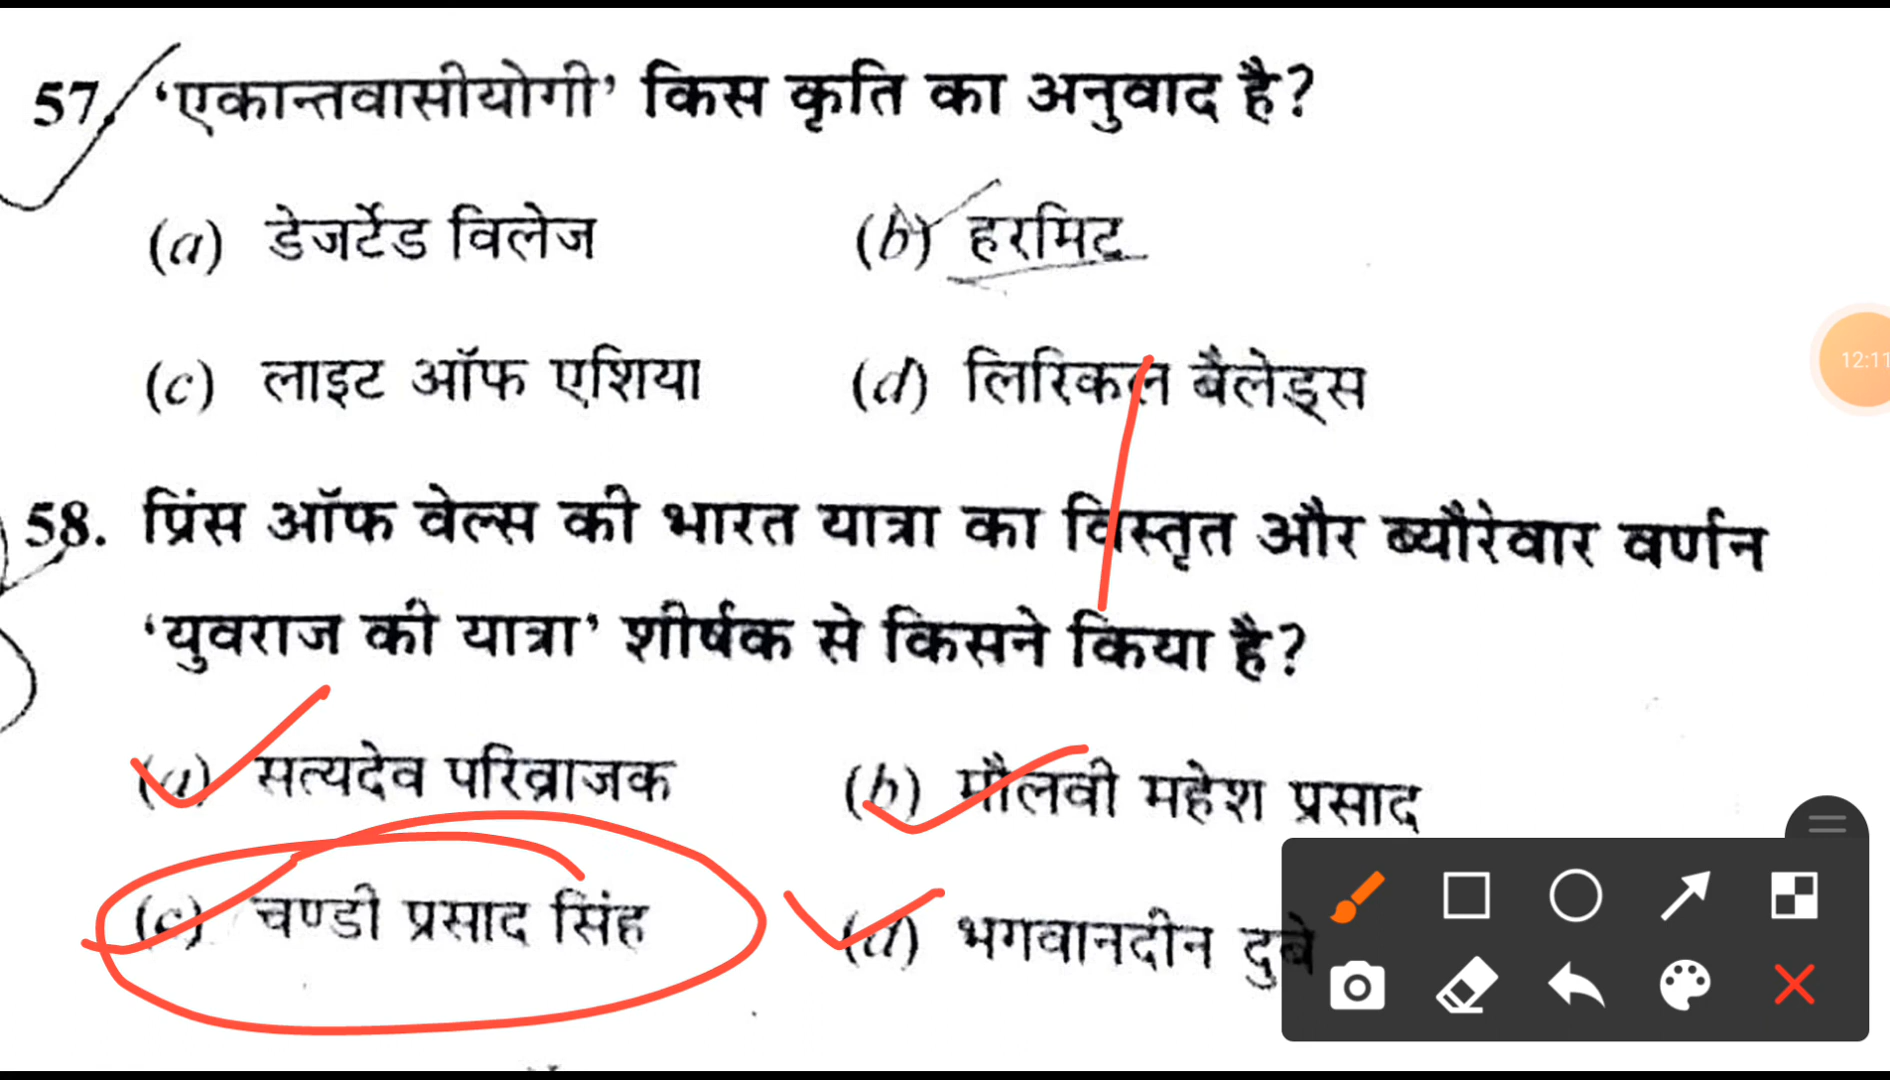 57. ‘एकान्तवासीयोगी’ किस कृति का अनुवाद है?
(a) डेजर्टेड विलेज
(b) हरमिट
(c) लाइट ऑफ एशिया
(d) लिरिकल बैलेड्स
58. प्रिंस ऑफ वेल्स की भारत यात्रा का विस्तृत और ब्यौरेवार वर्णन
‘युवराज की यात्रा’ शीर्षक से किसने किया है?
(a) सत्यदेव परिव्राजक
(b) मौलवी महेश प्रसाद
(c) चण्डी प्रसाद सिंह
(d) भगवानदीन दुबे
12:11